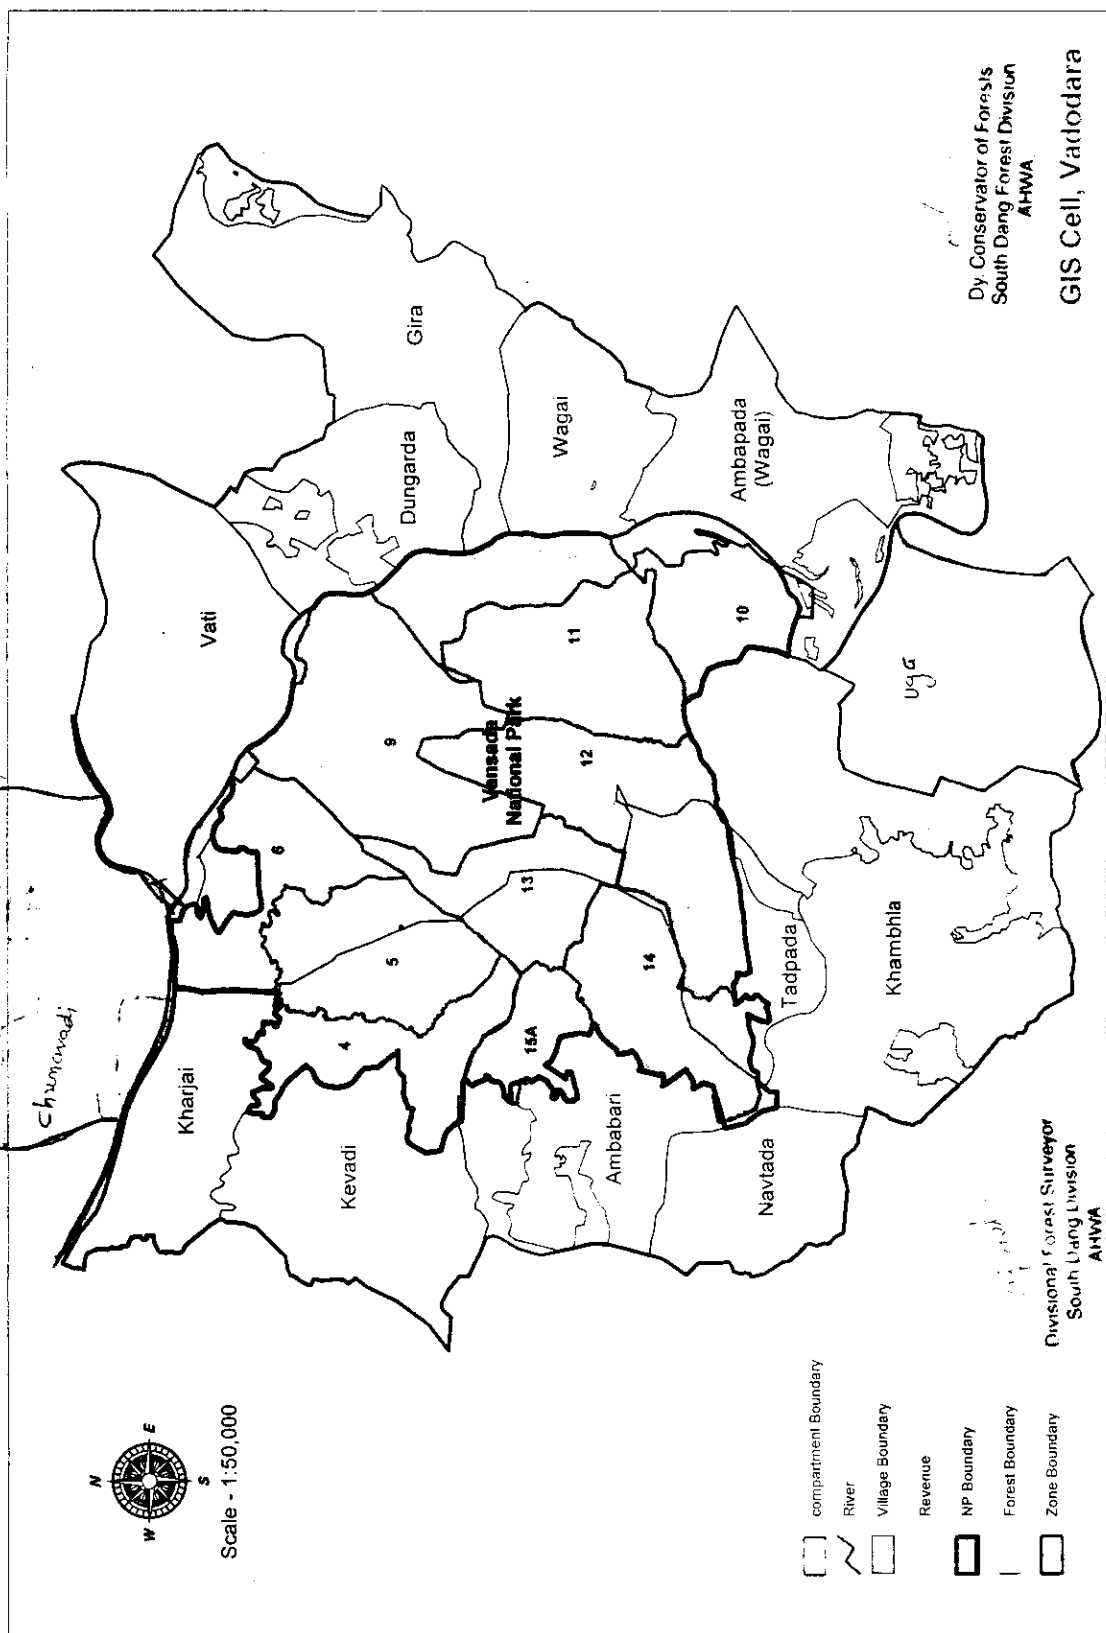 N
W
E
S
Scale - 1:50,000
Chunawadi
Kharjai
Vati
Kevadi
4
5
6
9
Vansada
National Park
Dungarda
Gira
Ambabari
15A
13
12
11
Wagai
14
10
Navtada
Tadpada
Ambapada
(Wagai)
Khambhla
Uga
compartment Boundary
River
Village Boundary
Revenue
NP Boundary
Forest Boundary
Zone Boundary
Divisional Forest Surveyor
South Dang Division
AHWA
Dy. Conservator of Forests
South Dang Forest Division
AHWA
GIS Cell, Vadodara